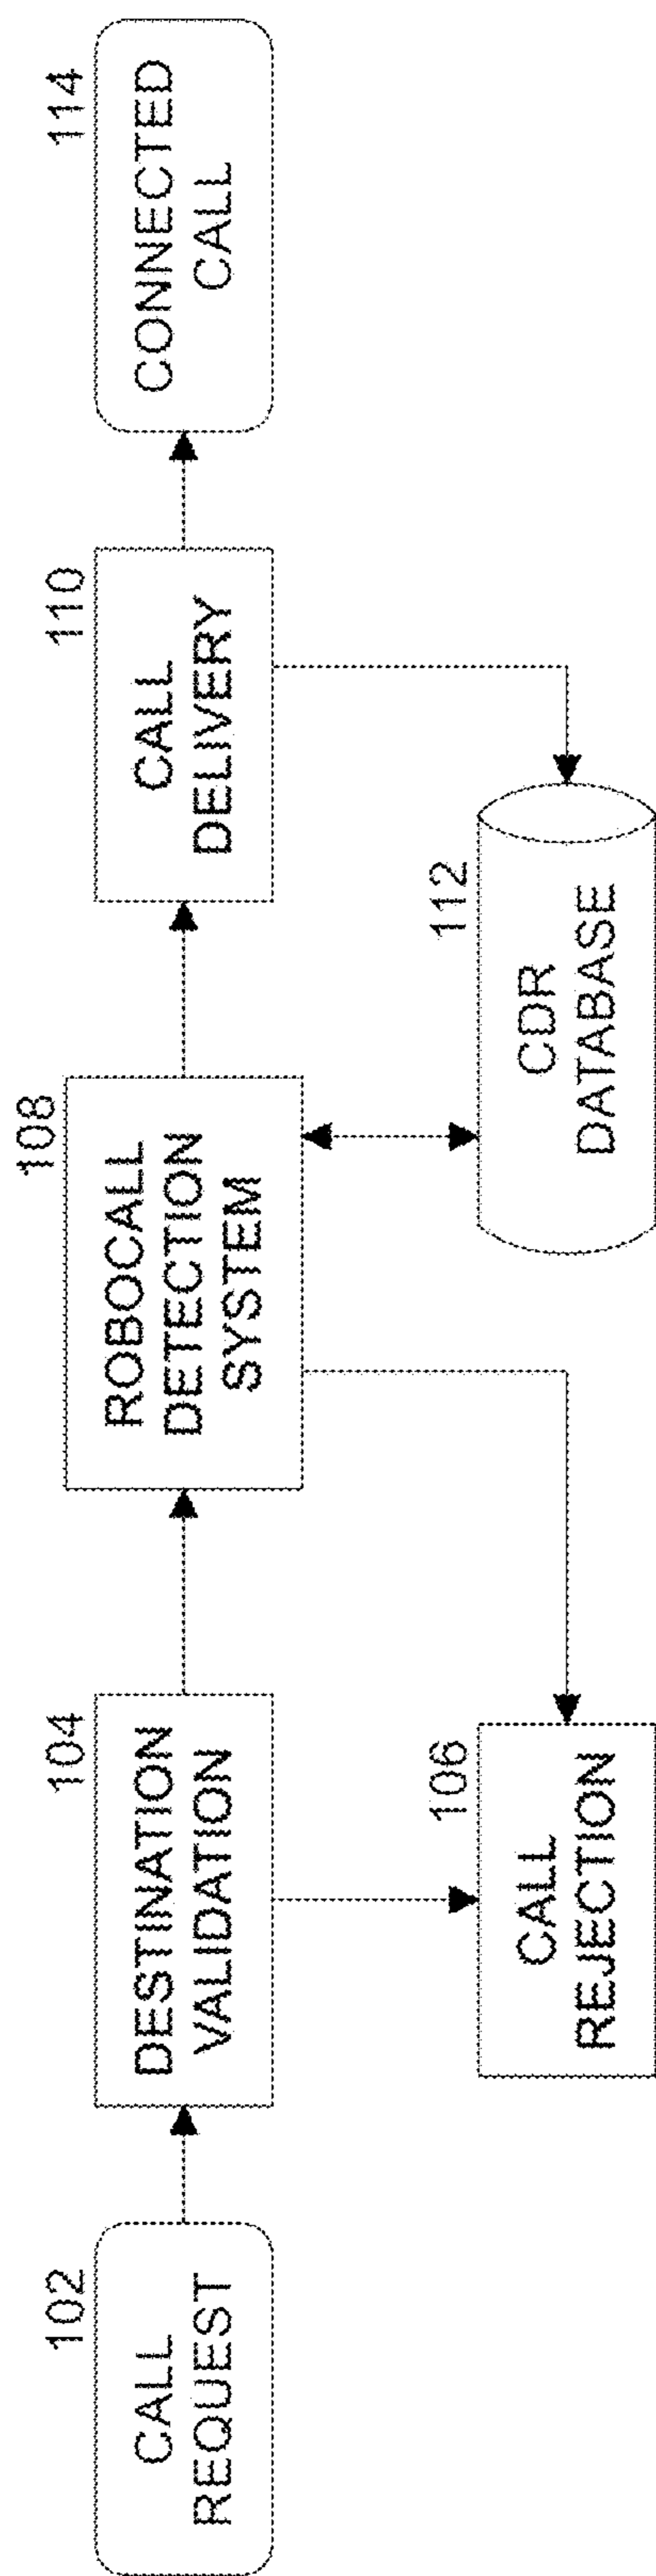 102
CALL
REQUEST
104
DESTINATION
VALIDATION
106
CALL
REJECTION
108
ROBOCALL
DETECTION
SYSTEM
110
CALL
DELIVERY
112
CDR
DATABASE
114
CONNECTED
CALL